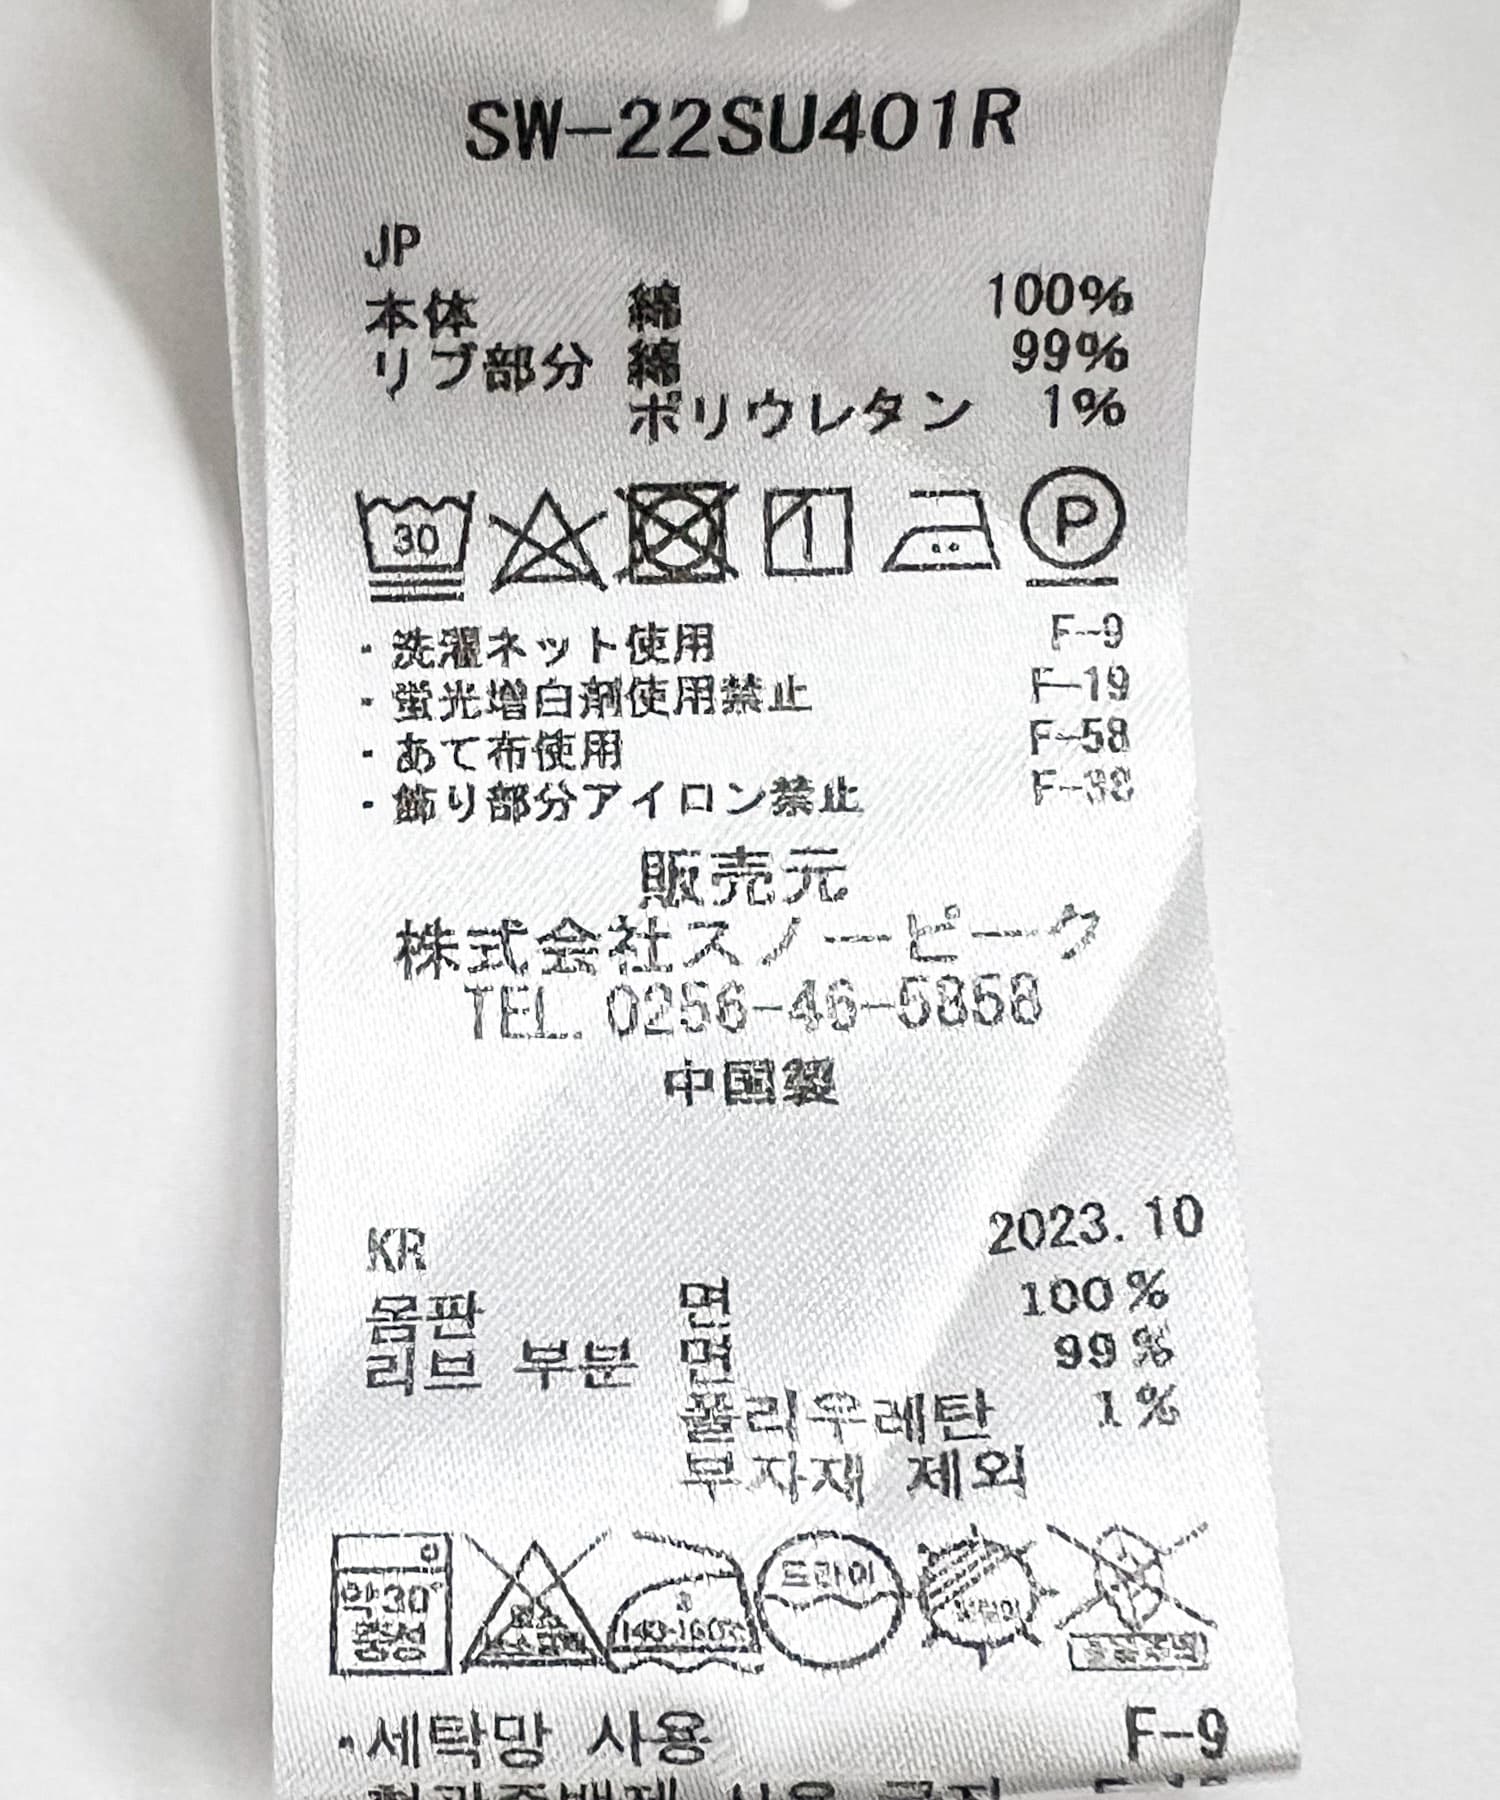 SW-22SU401R
JP
本体 綿 100%
リブ部分 綿 99%
ポリウレタン 1%
30
P
・洗濯ネット使用 F-9
・蛍光増白剤使用禁止 F-19
・あて布使用 F-58
・飾り部分アイロン禁止 F-38
販売元
株式会社スノーピーク
TEL. 0256-46-5858
中国製
KR 2023.10
몸판 면 100%
리브 부분 면 99%
폴리우레탄 1%
부자재 제외
약30°
중성
드라이
·세탁망 사용 F-9